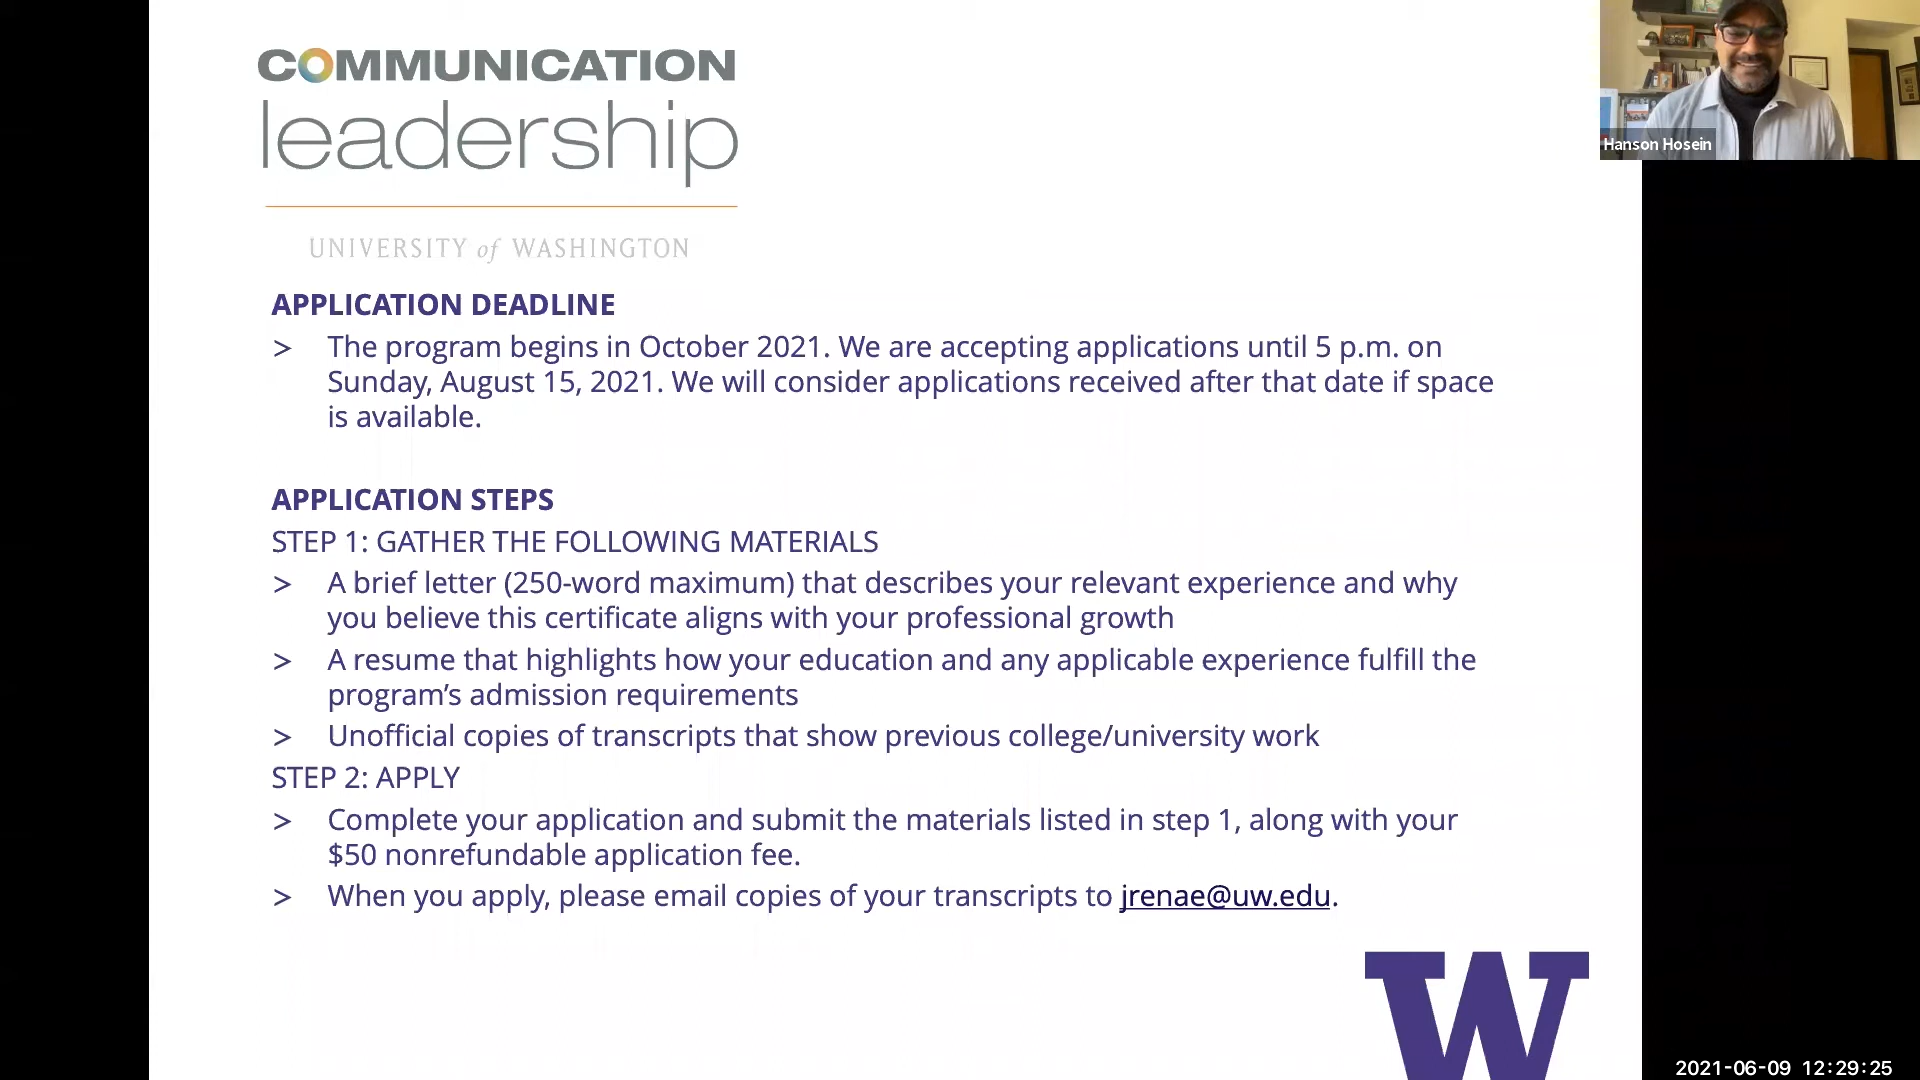 COMMUNICATION
leadership
UNIVERSITY of WASHINGTON
Hanson Hosein
APPLICATION DEADLINE
> The program begins in October 2021. We are accepting applications until 5 p.m. on
Sunday, August 15, 2021. We will consider applications received after that date if space
is available.
APPLICATION STEPS
STEP 1: GATHER THE FOLLOWING MATERIALS
> A brief letter (250-word maximum) that describes your relevant experience and why
you believe this certificate aligns with your professional growth
> A resume that highlights how your education and any applicable experience fulfill the
program’s admission requirements
> Unofficial copies of transcripts that show previous college/university work
STEP 2: APPLY
> Complete your application and submit the materials listed in step 1, along with your
$50 nonrefundable application fee.
> When you apply, please email copies of your transcripts to jrenae@uw.edu.
W
2021-06-09 12:29:25